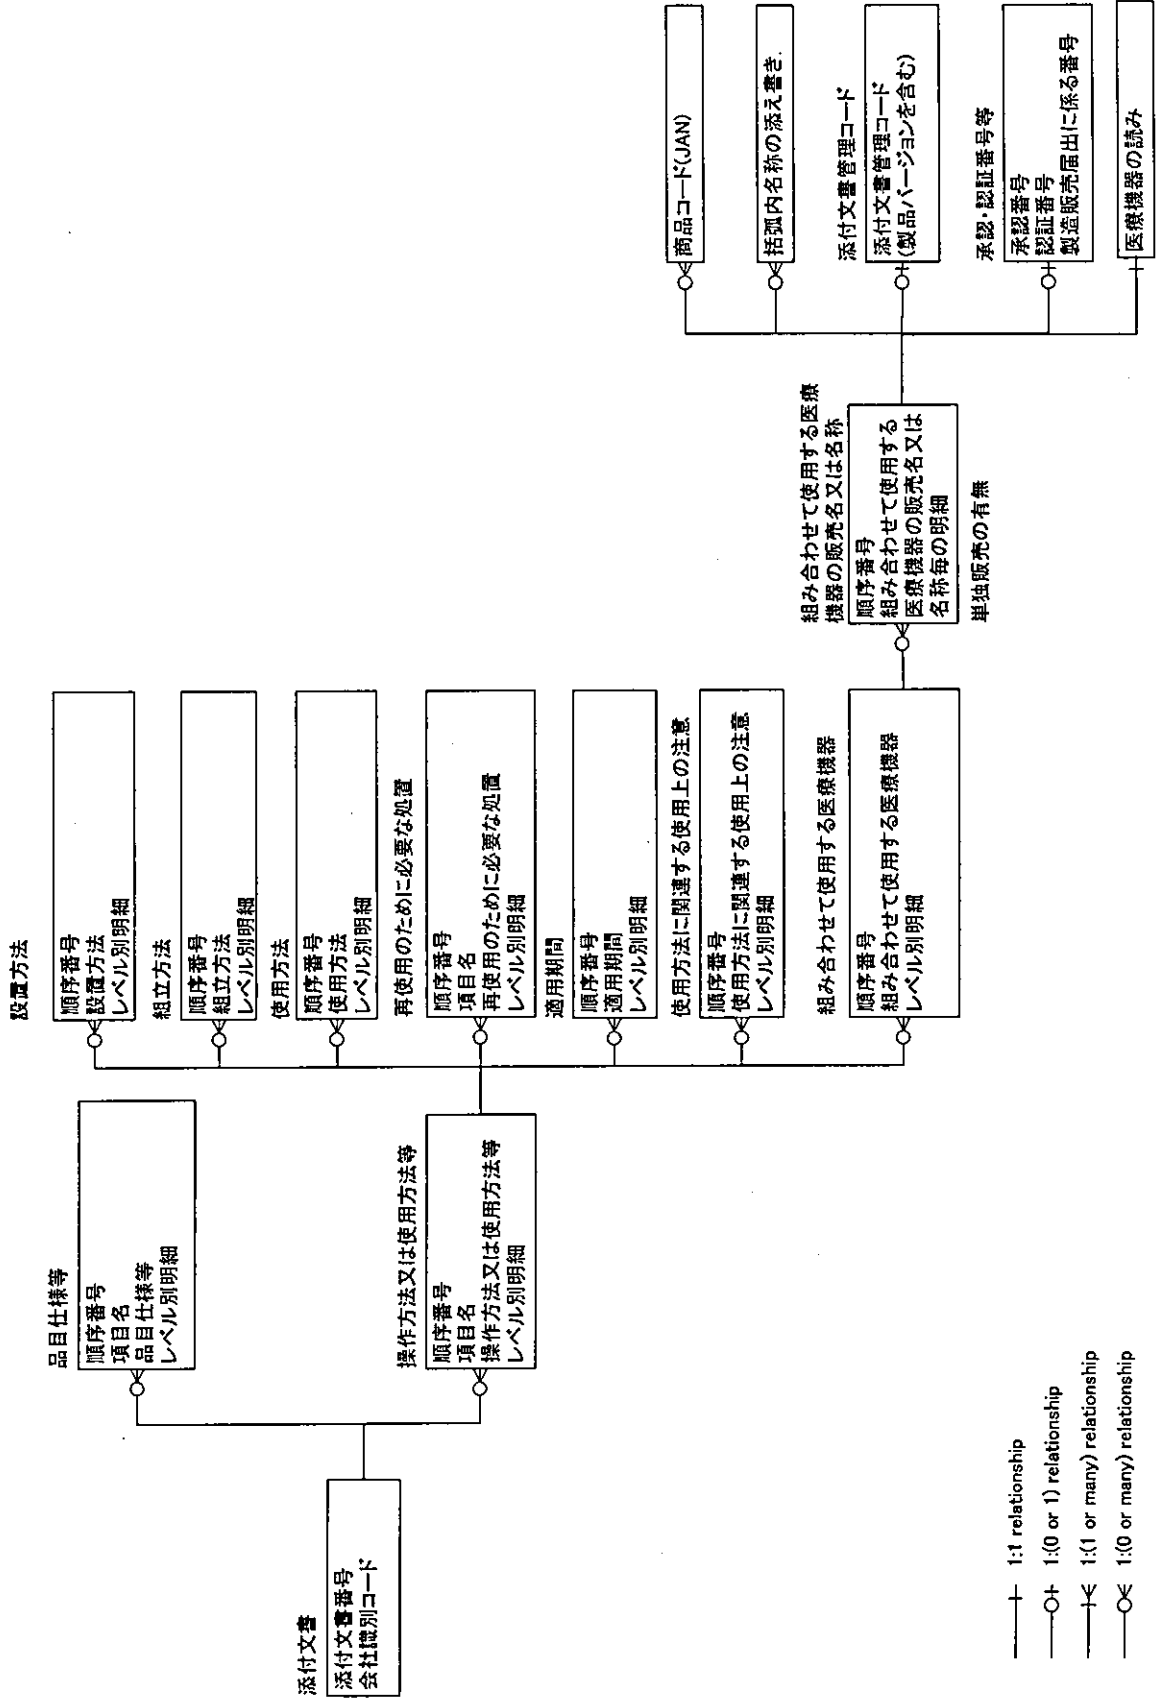 添付文書
添付文書番号
会社識別コード
品目仕様等
順序番号
項目名
品目仕様等
レベル別明細
操作方法又は使用方法等
順序番号
項目名
操作方法又は使用方法等
レベル別明細
設置方法
順序番号
設置方法
レベル別明細
組立方法
順序番号
組立方法
レベル別明細
使用方法
順序番号
使用方法
レベル別明細
再使用のために必要な処置
順序番号
項目名
再使用のために必要な処置
レベル別明細
適用期間
順序番号
適用期間
レベル別明細
使用方法に関連する使用上の注意
順序番号
使用方法に関連する使用上の注意
レベル別明細
組み合わせて使用する医療機器
順序番号
組み合わせて使用する医療機器
レベル別明細
組み合わせて使用する医療
機器の販売名又は名称
順序番号
組み合わせて使用する
医療機器の販売名又は
名称毎の明細
単独販売の有無
商品コード(JAN)
括弧内名称の添え書き
添付文書管理コード
添付文書管理コード
(製品バージョンを含む)
承認・認証番号等
承認番号
認証番号
製造販売届出に係る番号
医療機器の読み
1:1 relationship
1:(0 or 1) relationship
1:(1 or many) relationship
1:(0 or many) relationship